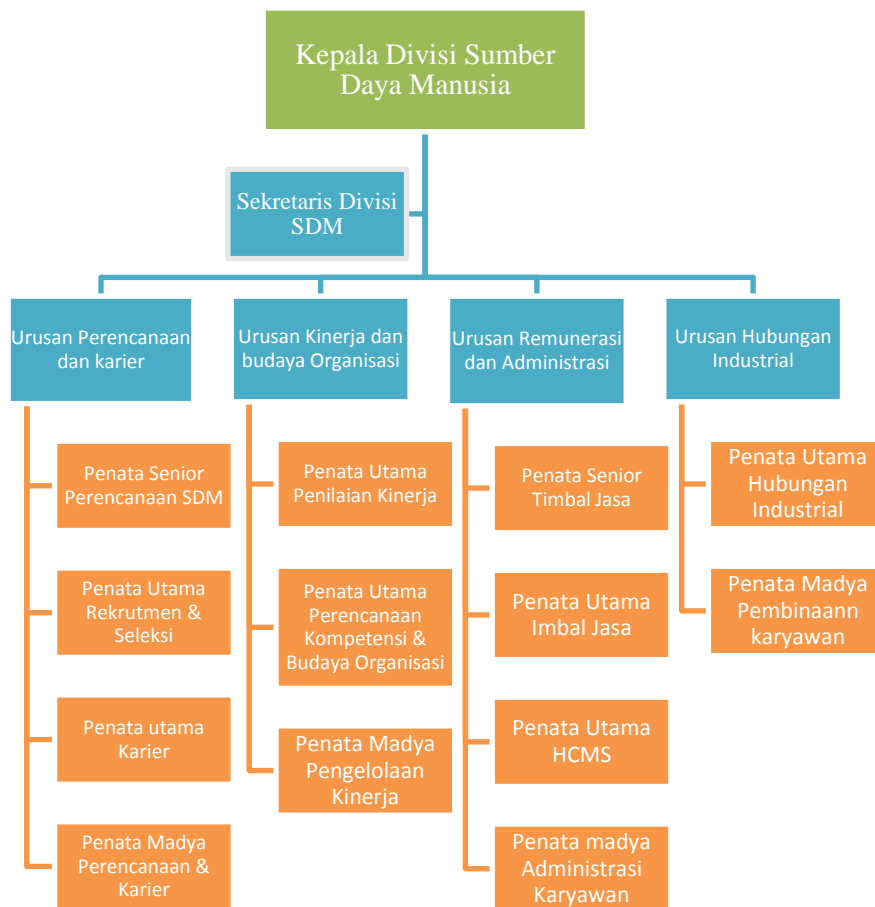 Kepala Divisi Sumber
Daya Manusia
Sekretaris Divisi
SDM
Urusan Perencanaan
dan karier
Penata Senior
Perencanaan SDM
Penata Utama
Rekrutmen &
Seleksi
Penata utama
Karier
Penata Madya
Perencanaan &
Karier
Urusan Kinerja dan
budaya Organisasi
Penata Utama
Penilaian Kinerja
Penata Utama
Perencanaan
Kompetensi &
Budaya Organisasi
Penata Madya
Pengelolaan
Kinerja
Urusan Remunerasi
dan Administrasi
Penata Senior
Timbal Jasa
Penata Utama
Imbal Jasa
Penata Utama
HCMS
Penata madya
Administrasi
Karyawan
Urusan Hubungan
Industrial
Penata Utama
Hubungan
Industrial
Penata Madya
Pembinaann
karyawan